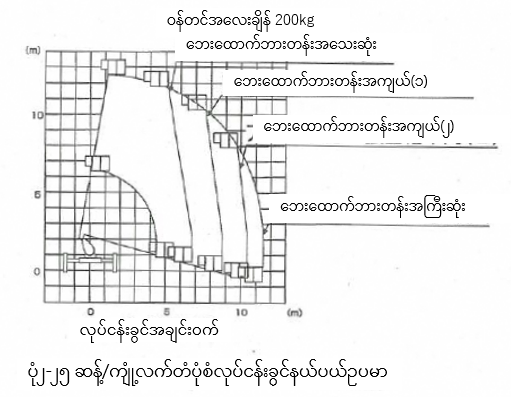 ဝန်တင်အလေးချိန် 200kg
ဘေးထောက်ဘားတန်းအသေးဆုံး
(m)
ဘေးထောက်ဘားတန်းအကျယ်(၁)
10
ဘေးထောက်ဘားတန်းအကျယ်(၂)
5
ဘေးထောက်ဘားတန်းအကြီးဆုံး
0
0 5 10 (m)
လုပ်ငန်းခွင်အချင်းဝက်
ပုံ၂-၂၅ ဆန့်/ကျုံ့လက်တံပုံစံလုပ်ငန်းခွင်နယ်ပယ်ဥပမာ